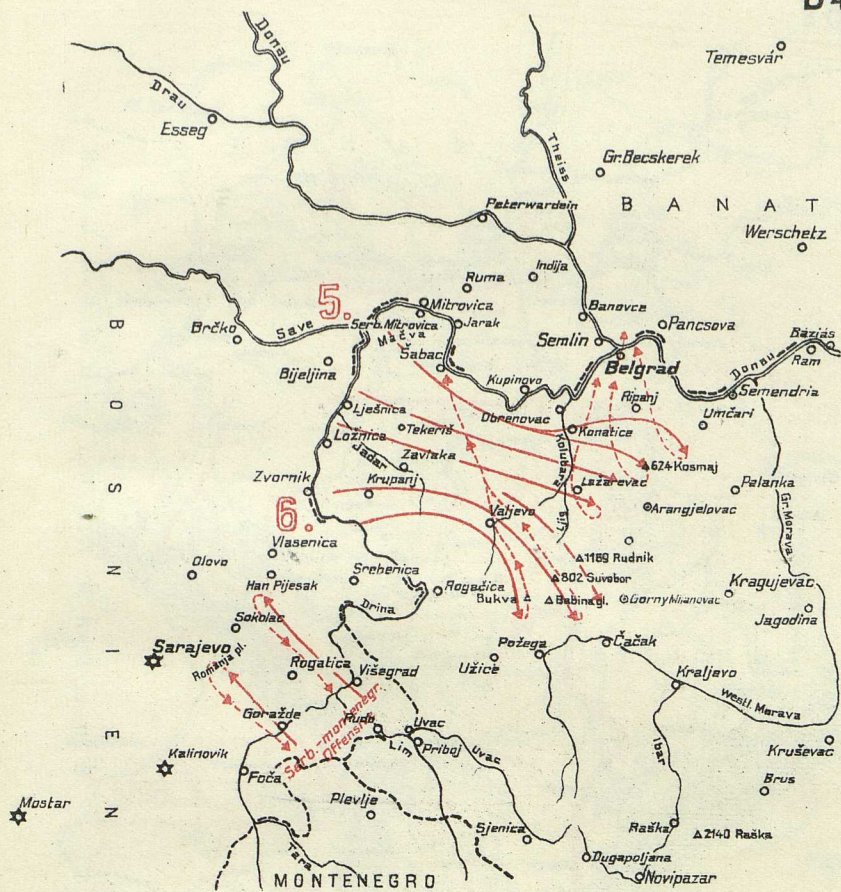 Donau
Temesvár
Drau
Esseg
Theiss
Gr.Becskerek
Peterwardein
BANAT
Werschetz
Indija
Ruma
5.
Mitrovica
Banovce
Save
Serb. Mitrovica
Jarak
Pancsova
Brčko
Mačva
Semlin
Donau
Báziás
Šabac
Belgrad
Ram
Bijeljina
Kupinovo
Semendria
Ripanj
Lješnica
Obrenovac
Umčari
Tekeriš
Konatice
Ložnica
Jadar
Zavlaka
Kolubara
624 Kosmaj
Zvornik
Krupanj
Lazarevac
Palanka
6.
Valjevo
Ljig
Arangjelovac
Gr. Morava
Vlasenica
1169 Rudnik
Olovo
Han Pijesak
Srebenica
802 Suvobor
Rogačica
Bukva
Babina gl.
Gorny Milanovac
Kragujevac
Drina
Jagodina
Sokolac
Sarajevo
Romanja pl.
Rogatica
Višegrad
Užice
Požega
Čačak
Kraljevo
Westl. Morava
Goražde
Rudo
Uvac
Serb.-montenegr.
Offensive
Lim
Priboj
Uvac
Ibar
Kruševac
Kalinovik
Foča
Brus
Mostar
Plevlje
Sjenica
Raška
2140 Raška
Tara
Dugapoljana
MONTENEGRO
Novipazar
BOSNIEN